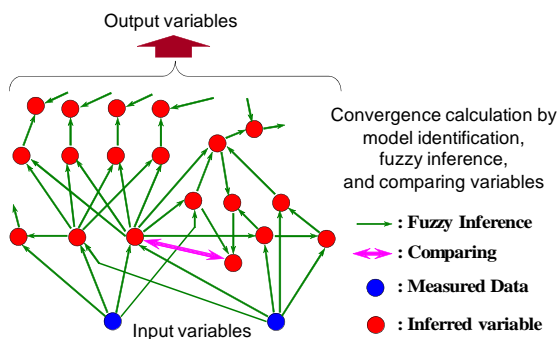 Output variables
Convergence calculation by
model identification,
fuzzy inference,
and comparing variables
: Fuzzy Inference
: Comparing
: Measured Data
: Inferred variable
Input variables